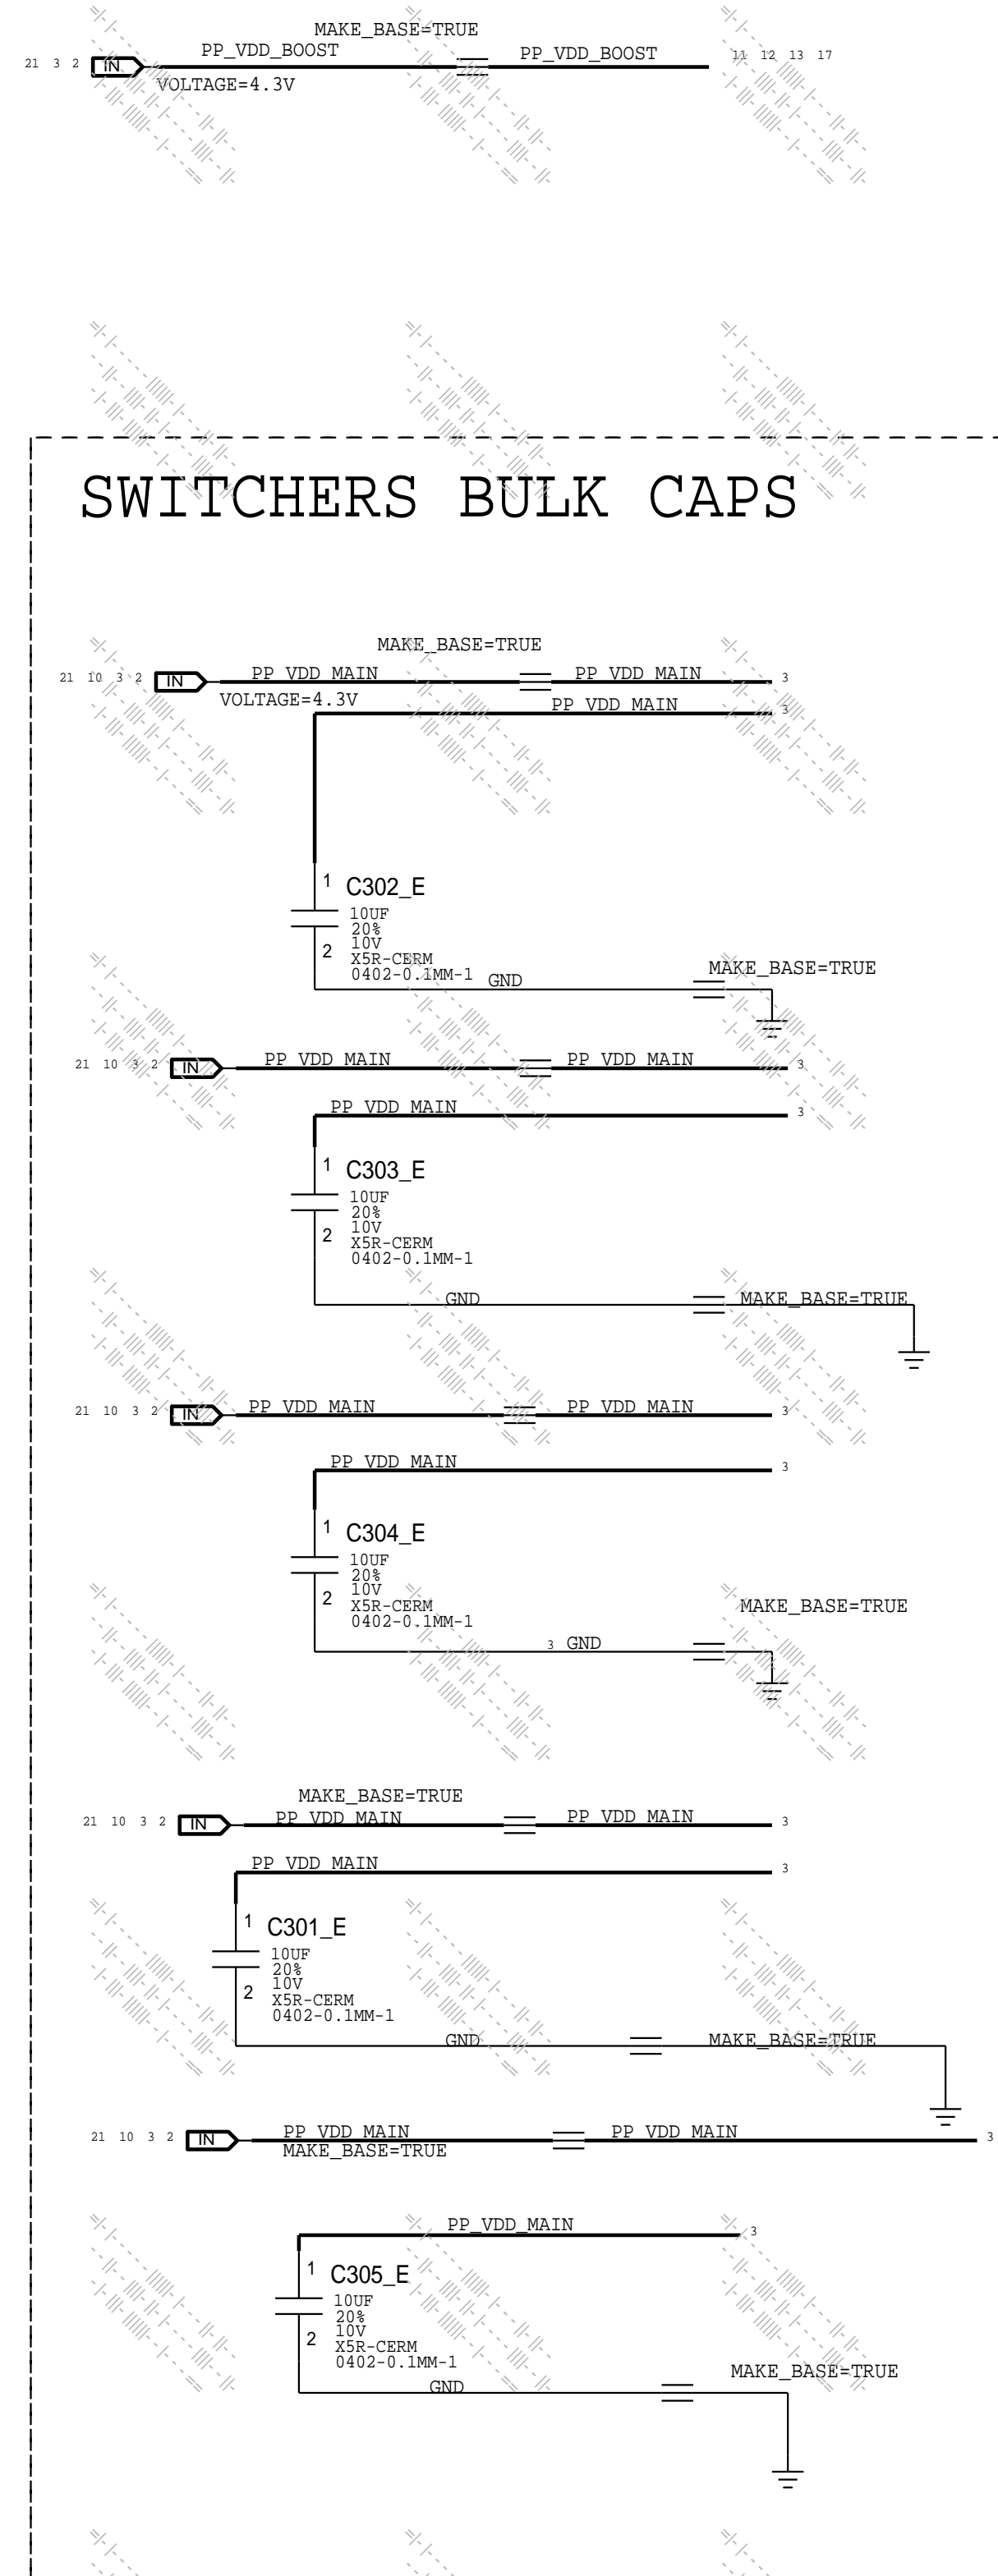 MAKE_BASE=TRUE
PP_VDD_BOOST
PP_VDD_BOOST
21 3 2
IN
11 12 13 17
VOLTAGE=4.3V
SWITCHERS BULK CAPS
MAKE_BASE=TRUE
21 10 3 2
IN
PP_VDD_MAIN
PP_VDD_MAIN
3
VOLTAGE=4.3V
PP_VDD_MAIN
3
1
C302_E
10UF
20%
10V
2
X5R-CERM
0402-0.1MM-1
GND
MAKE_BASE=TRUE
21 10 3 2
IN
PP_VDD_MAIN
PP_VDD_MAIN
3
PP_VDD_MAIN
3
1
C303_E
10UF
20%
10V
2
X5R-CERM
0402-0.1MM-1
GND
MAKE_BASE=TRUE
21 10 3 2
IN
PP_VDD_MAIN
PP_VDD_MAIN
3
PP_VDD_MAIN
3
1
C304_E
10UF
20%
10V
2
X5R-CERM
0402-0.1MM-1
MAKE_BASE=TRUE
3 GND
MAKE_BASE=TRUE
21 10 3 2
IN
PP_VDD_MAIN
PP_VDD_MAIN
3
PP_VDD_MAIN
3
1
C301_E
10UF
20%
10V
2
X5R-CERM
0402-0.1MM-1
GND
MAKE_BASE=TRUE
21 10 3 2
IN
PP_VDD_MAIN
PP_VDD_MAIN
3
MAKE_BASE=TRUE
PP_VDD_MAIN
3
1
C305_E
10UF
20%
10V
2
X5R-CERM
0402-0.1MM-1
MAKE_BASE=TRUE
GND